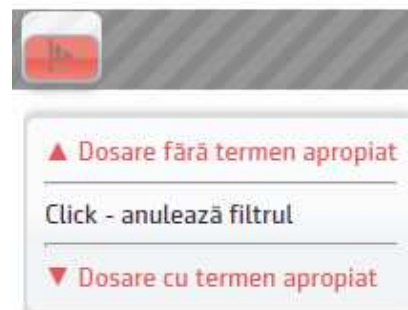 ▲ Dosare fără termen apropiat
Click - anulează filtrul
▼ Dosare cu termen apropiat